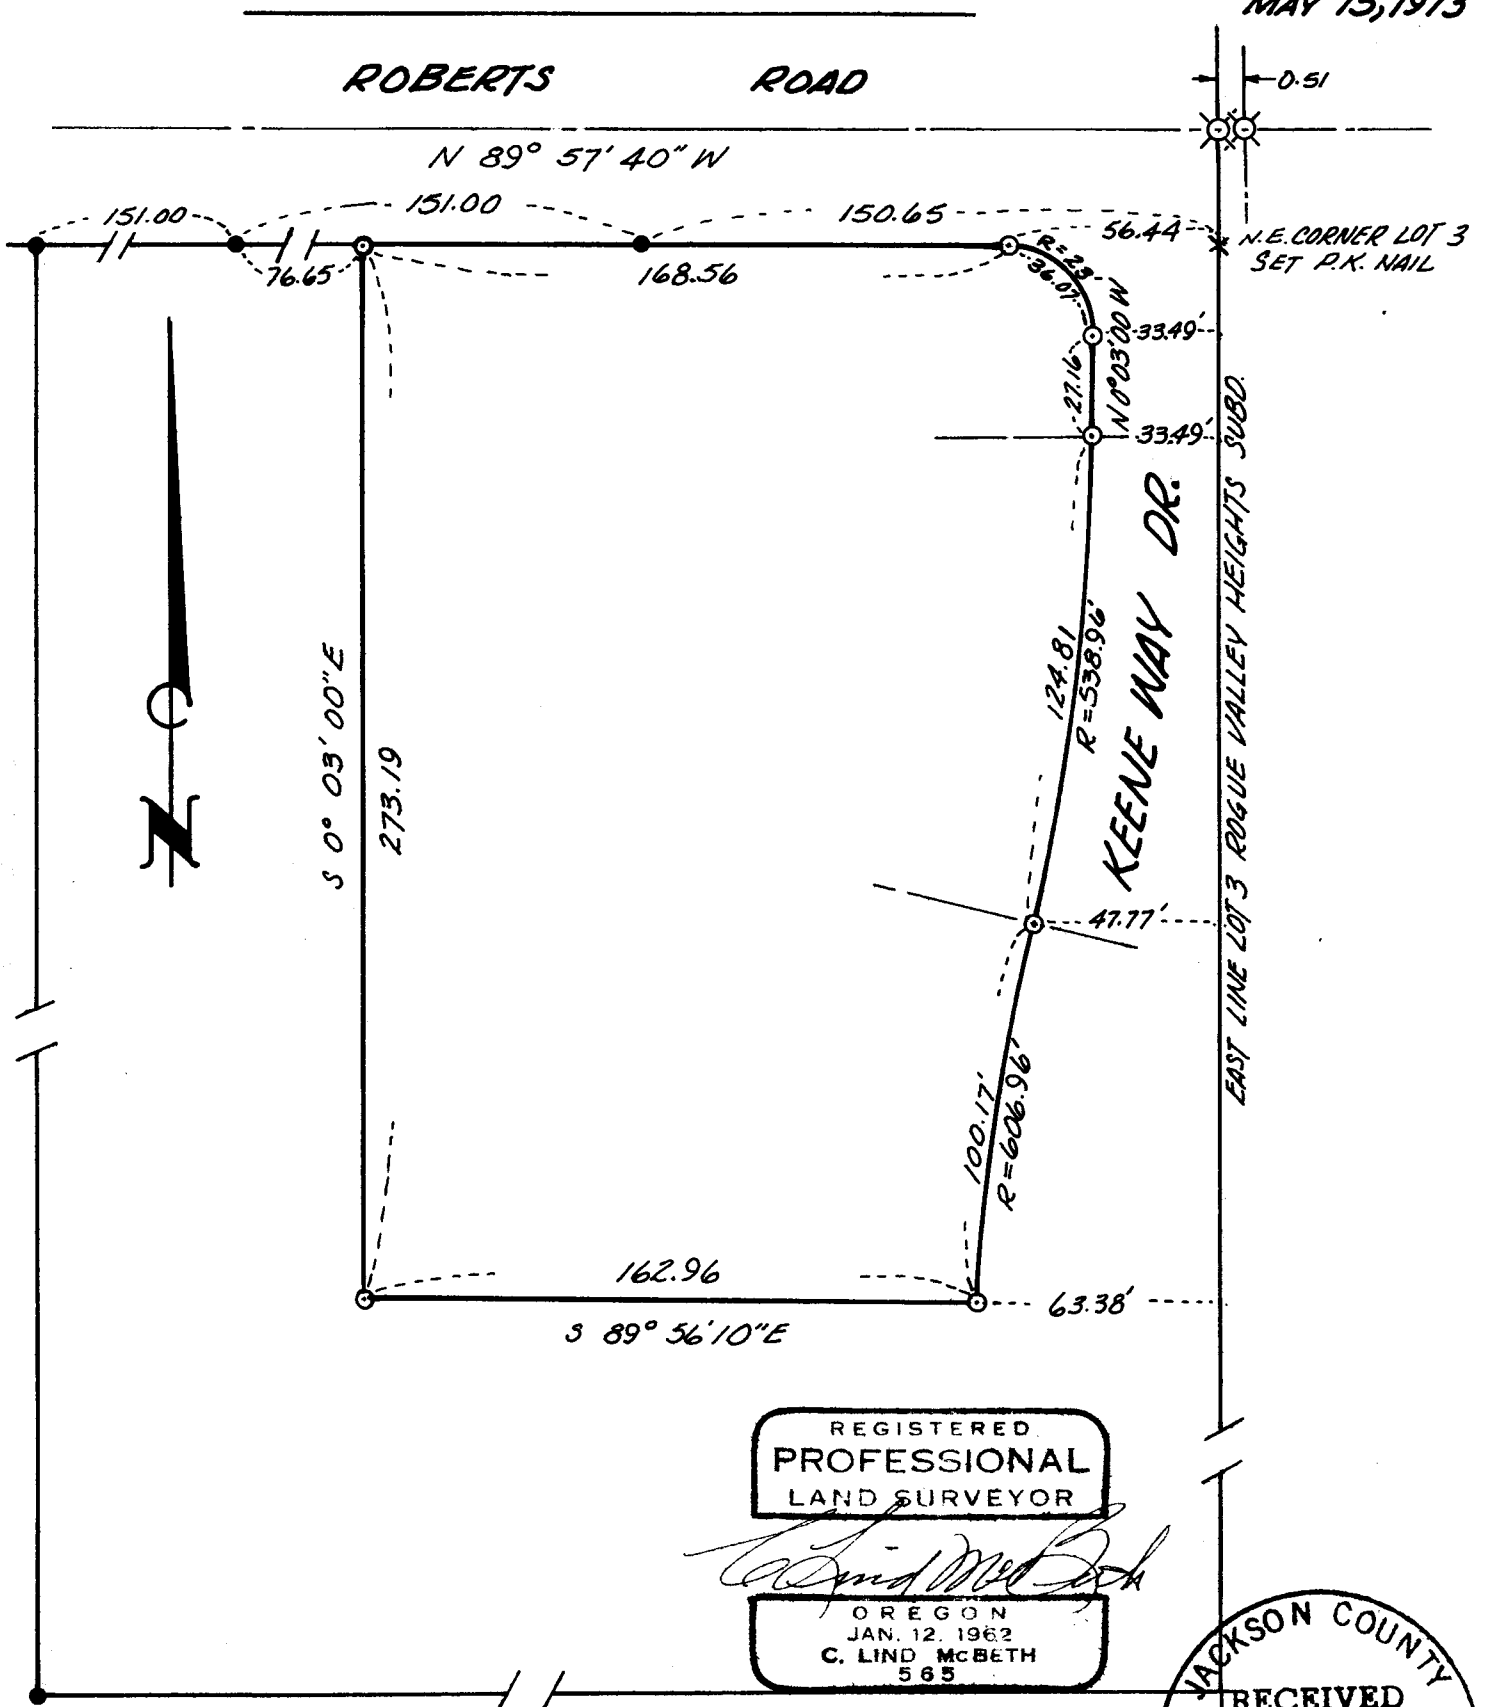 MAY 15, 1973
ROBERTS ROAD
0.51
N 89° 57' 40" W
151.00
151.00
150.65
56.44
N.E. CORNER LOT 3
SET P.K. NAIL
76.65
168.56
R=23
36.07
33.49'
N 0° 03' 00 W
27.16
33.49'
EAST LINE LOT 3 ROGUE VALLEY HEIGHTS SUBD.
KEENE WAY DR.
124.81
R=538.96'
S 0° 03' 00" E
273.19
N
47.77'
100.17'
R=606.96'
162.96
63.38'
S 89° 56' 10" E
REGISTERED
PROFESSIONAL
LAND SURVEYOR
C Lind McBeth
OREGON
JAN. 12. 1962
C. LIND McBETH
565
JACKSON COUNTY
RECEIVED